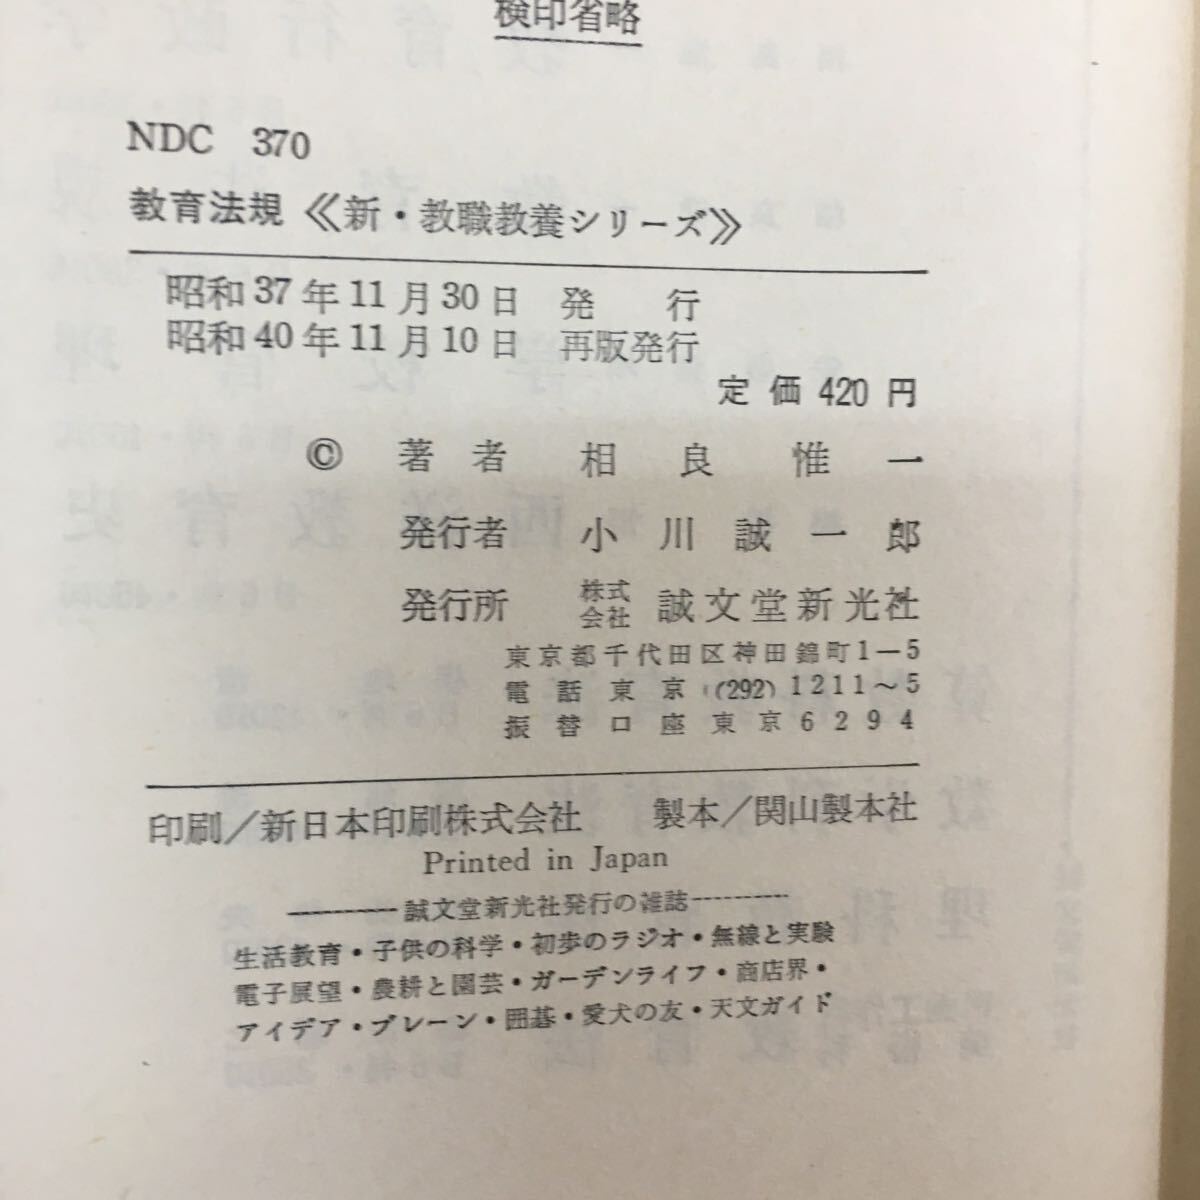 検印省略
NDC 370
教育法規 《新・教職教養シリーズ》
昭和37年11月30日 発 行
昭和40年11月10日 再版発行
定価 420 円
© 著者 相良惟一
発行者 小川誠一郎
発行所 株式会社 誠文堂新光社
東京都千代田区神田錦町1-5
電話東京(292)1211～5
振替口座東京6294
印刷／新日本印刷株式会社 製本／関山製本社
Printed in Japan
誠文堂新光社発行の雑誌
生活教育・子供の科学・初歩のラジオ・無線と実験
電子展望・農耕と園芸・ガーデンライフ・商店界・
アイデア・ブレーン・囲碁・愛犬の友・天文ガイド